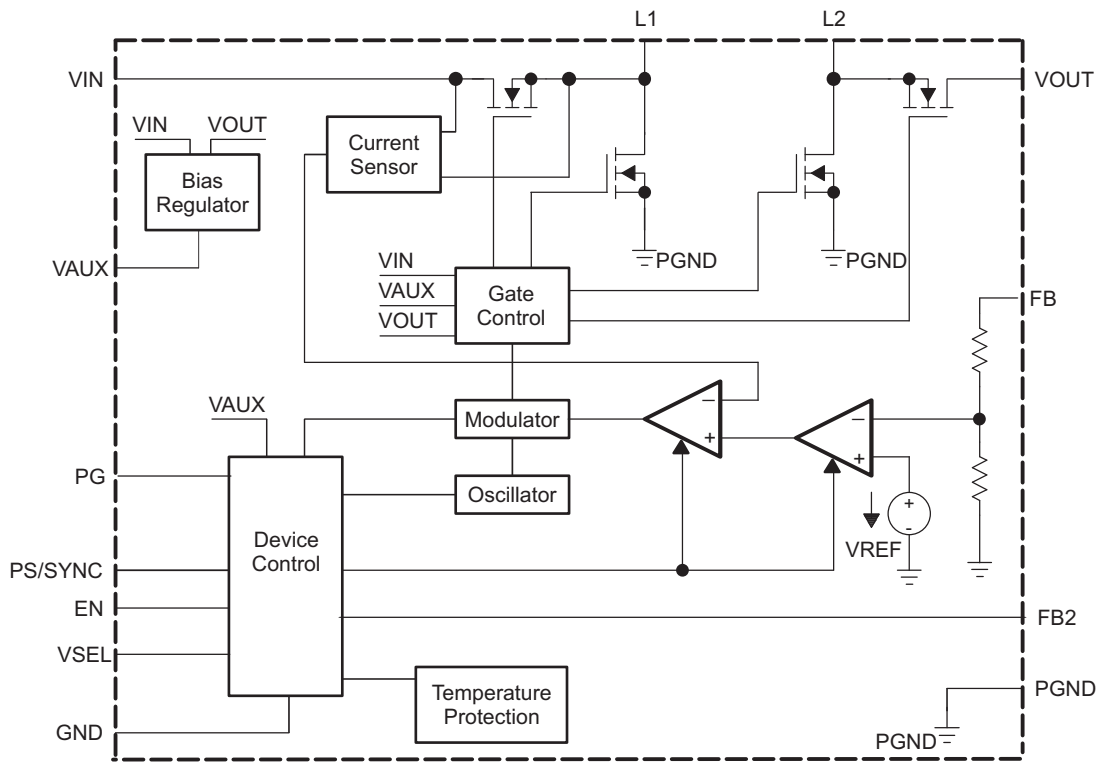 L1
L2
VIN
VOUT
VIN
VOUT
Current
Sensor
Bias
Regulator
VAUX
PGND
PGND
VIN
VAUX
VOUT
Gate
Control
FB
VAUX
Modulator
−
+
−
+
PG
Oscillator
+
-
VREF
Device
Control
PS/SYNC
EN
FB2
VSEL
Temperature
Protection
PGND
GND
PGND